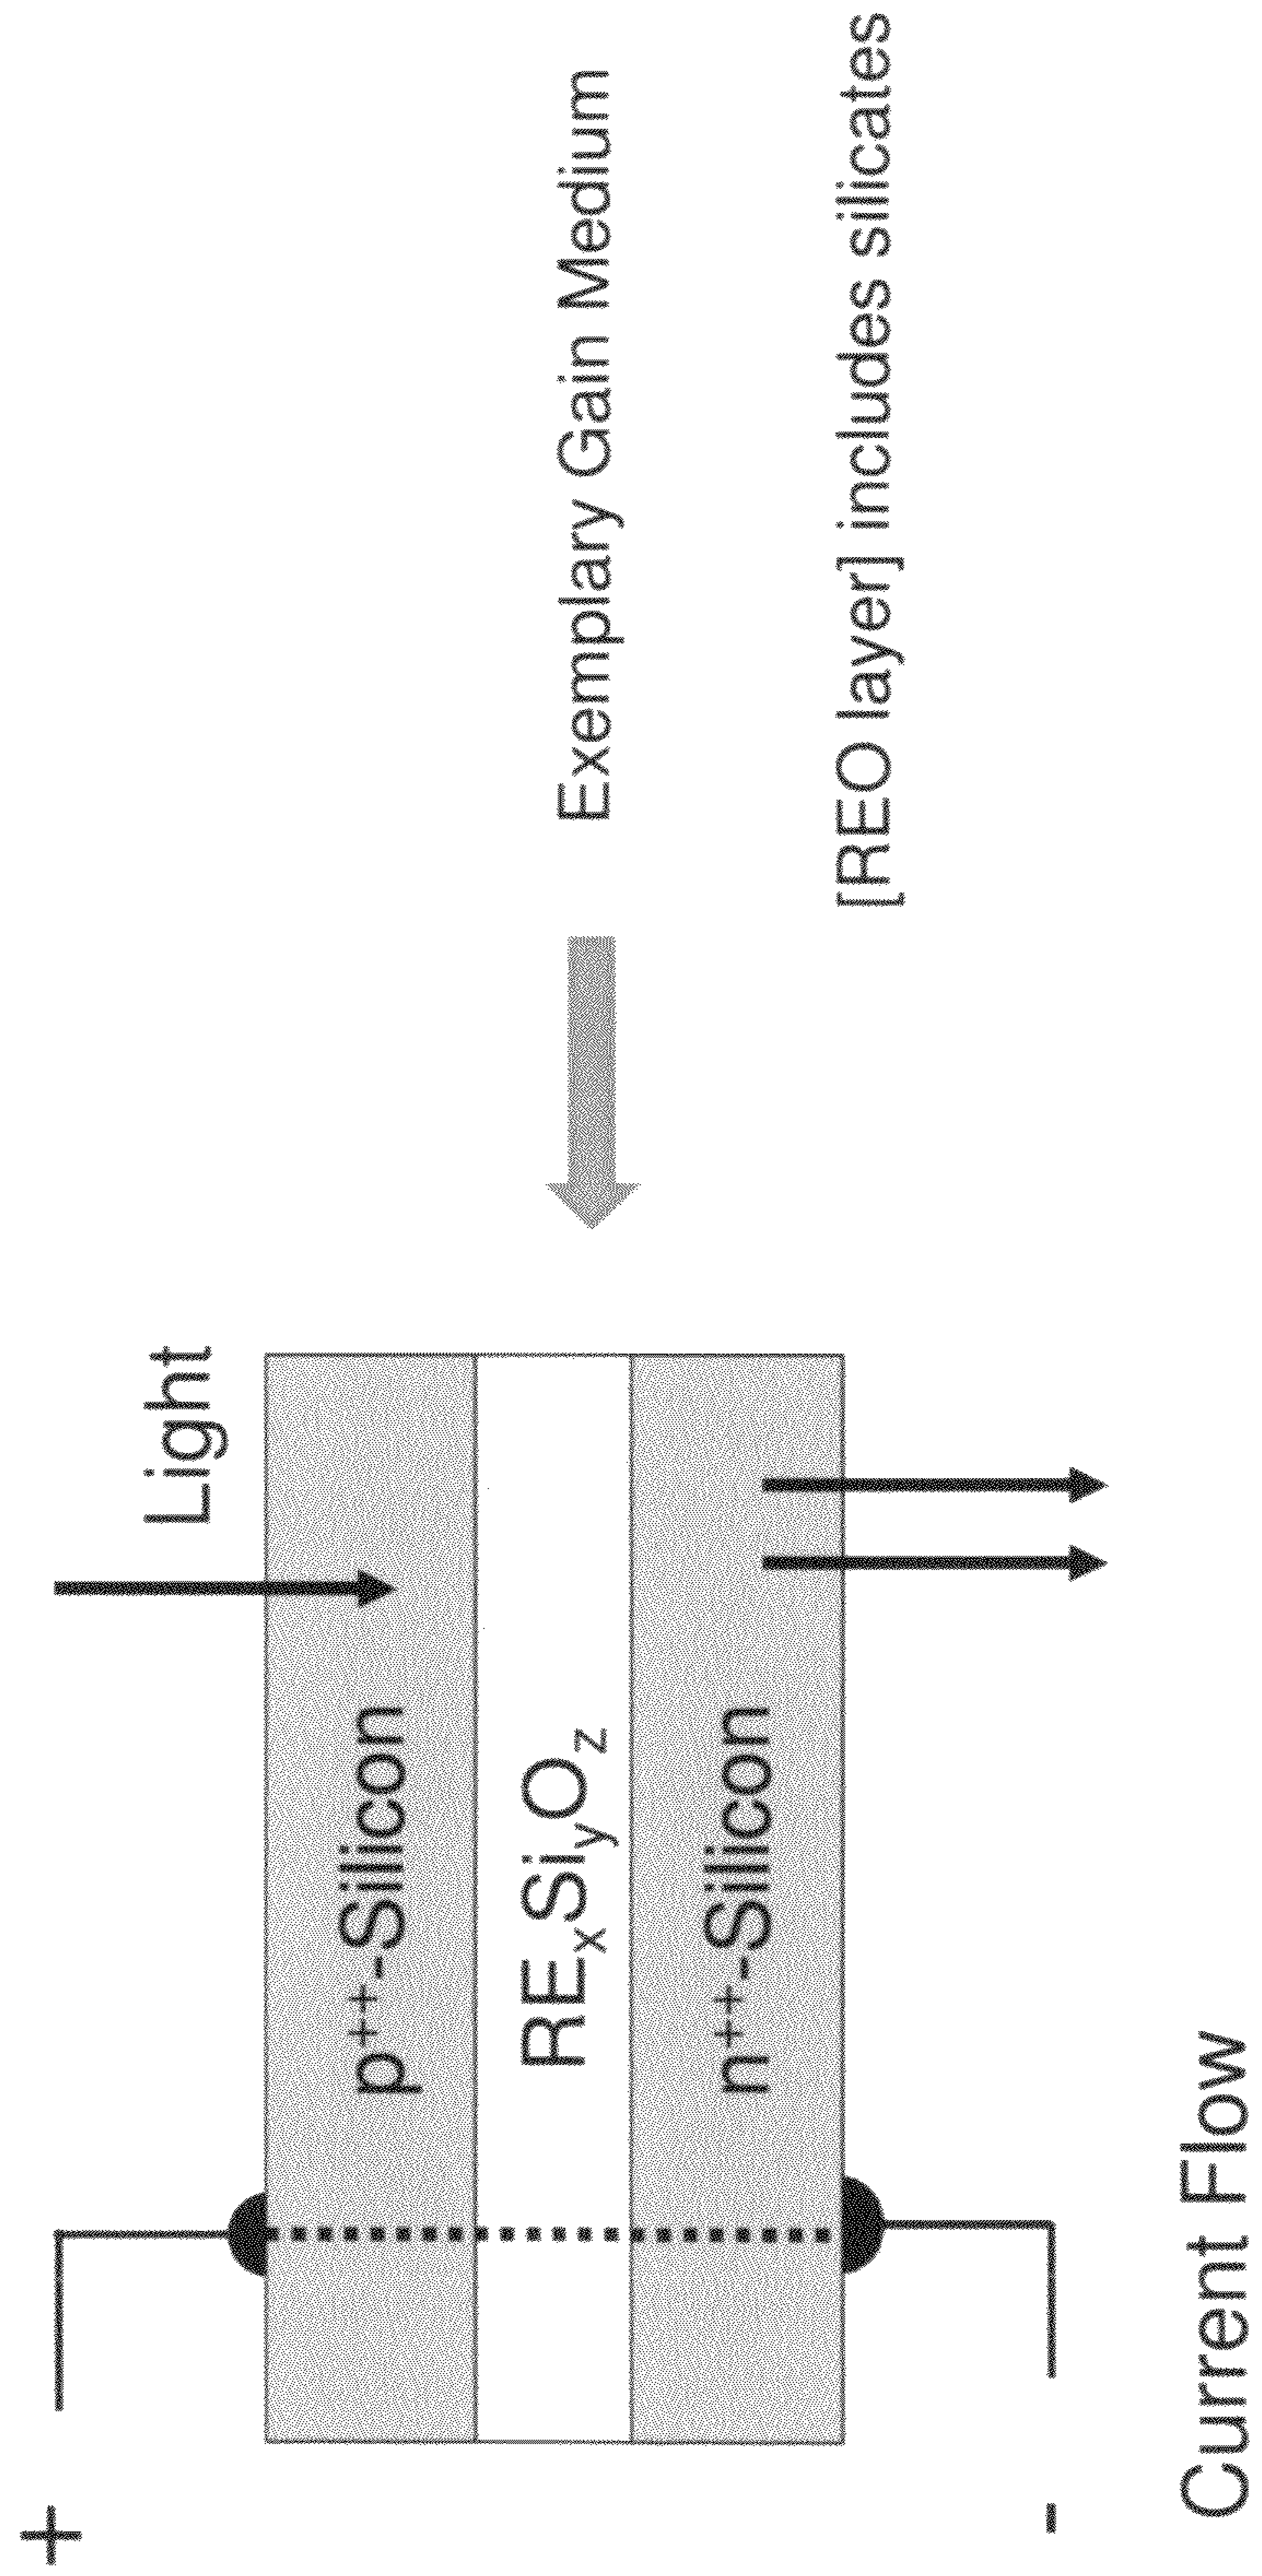 +
Light
p⁺⁺-Silicon
RExSiyOz
n⁺⁺-Silicon
-
Current Flow
Exemplary Gain Medium
[REO layer] includes silicates